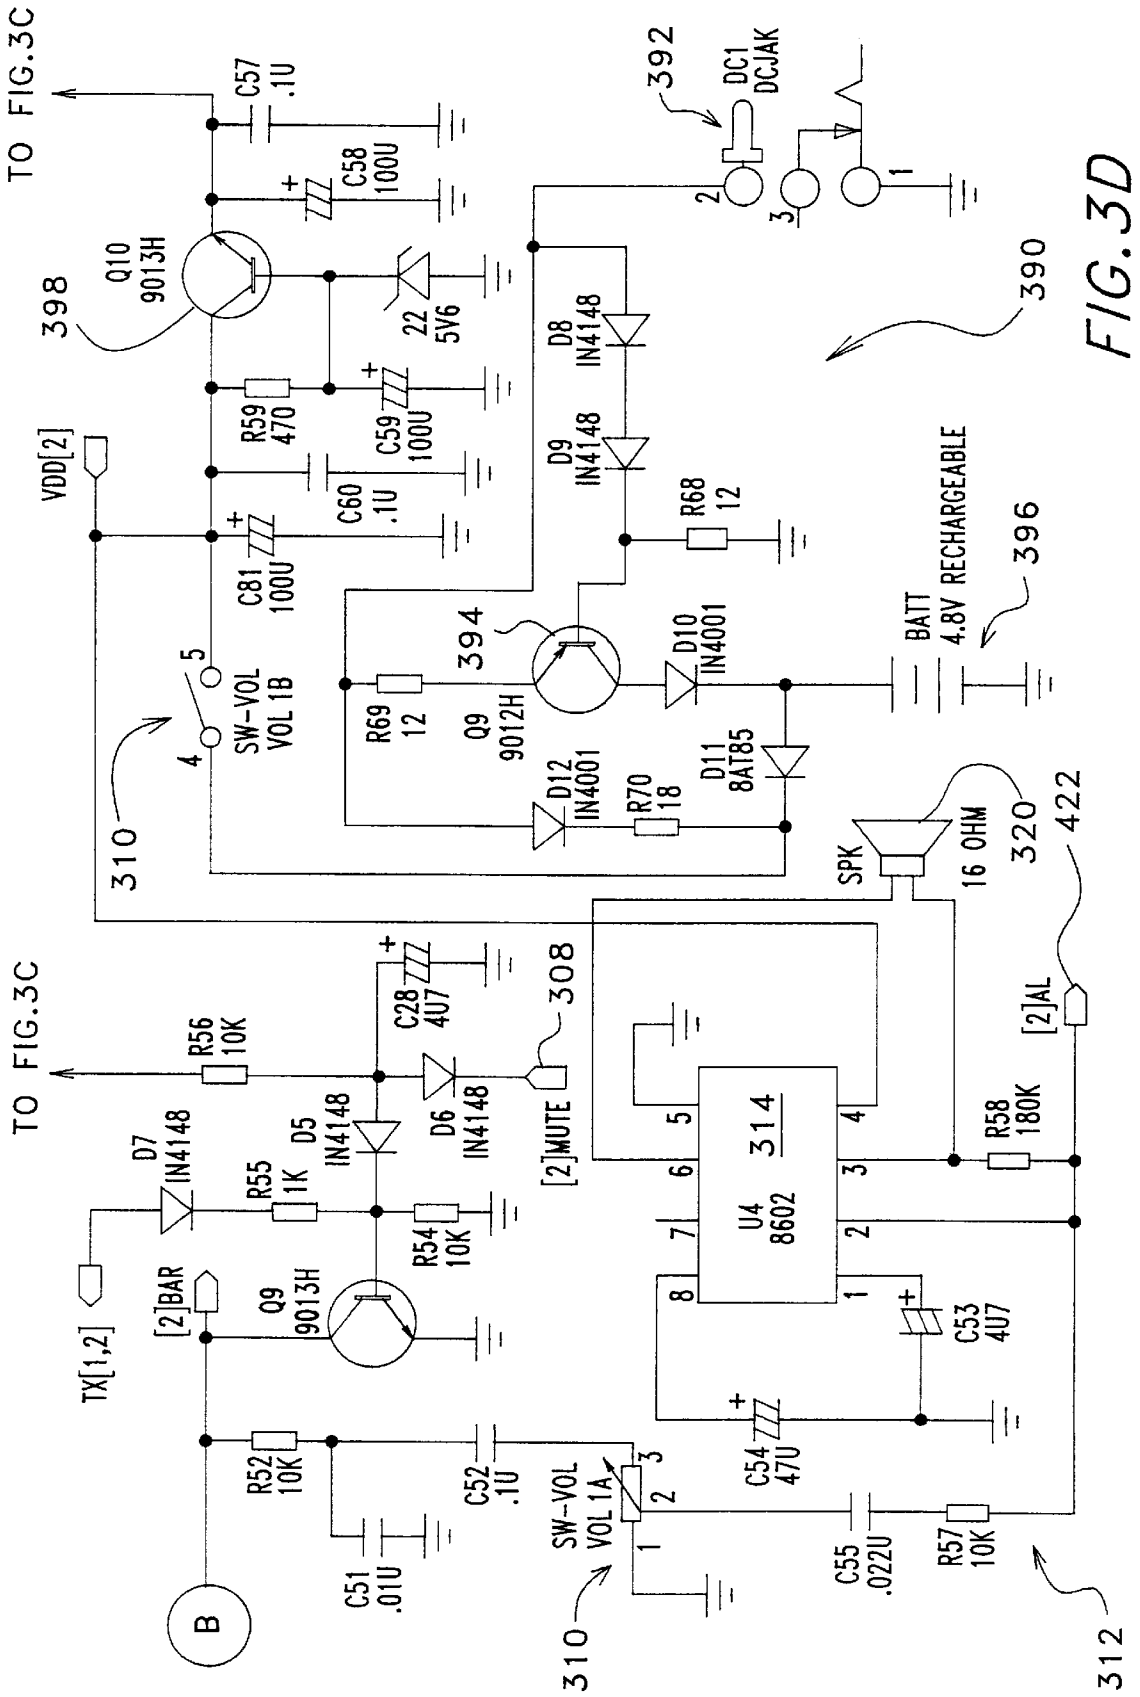 TO FIG.3C
TO FIG.3C
B
TX[1,2]
[2]BAR
D7
IN4148
R55
1K
R56
10K
D5
IN4148
D6
IN4148
C28
4U7
[2]MUTE
308
Q9
9013H
R54
10K
R52
10K
C51
.01U
C52
.1U
310
SW-VOL
VOL 1A
1
2
3
C55
.022U
R57
10K
312
C54
47U
C53
4U7
U4
8602
314
8
7
6
5
1
2
3
4
R58
180K
[2]AL
422
SPK
16 OHM
320
310
4
5
SW-VOL
VOL 1B
VDD[2]
C81
100U
C60
.1U
R59
470
C59
100U
22
5V6
398
Q10
9013H
C58
100U
C57
.1U
R69
12
Q9
9012H
394
D12
IN4001
R70
18
D11
8AT85
D10
IN4001
R68
12
D9
IN4148
D8
IN4148
BATT
4.8V RECHARGEABLE
396
392
DC1
DCJAK
2
3
1
390
FIG.3D